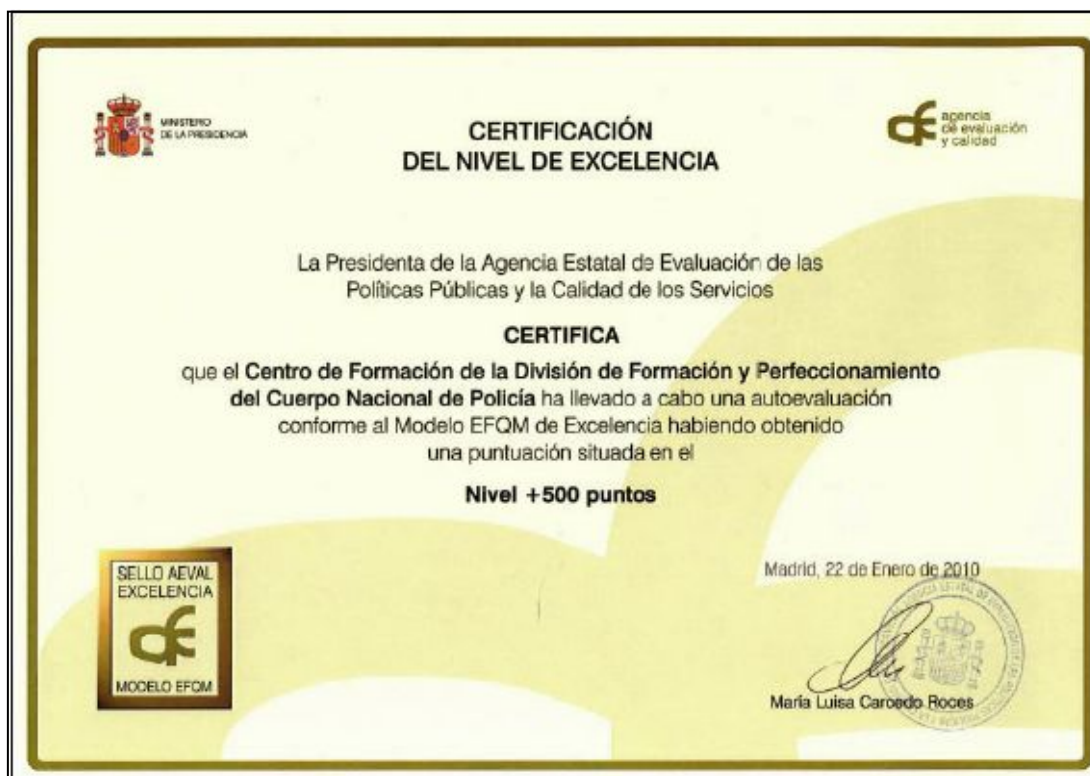 MINISTERIO
DE LA PRESIDENCIA
CERTIFICACIÓN
DEL NIVEL DE EXCELENCIA
agencia
de evaluación
y calidad
La Presidenta de la Agencia Estatal de Evaluación de las
Políticas Públicas y la Calidad de los Servicios
CERTIFICA
que el Centro de Formación de la División de Formación y Perfeccionamiento
del Cuerpo Nacional de Policía ha llevado a cabo una autoevaluación
conforme al Modelo EFQM de Excelencia habiendo obtenido
una puntuación situada en el
Nivel +500 puntos
SELLO AEVAL
EXCELENCIA
MODELO EFQM
Madrid, 22 de Enero de 2010
María Luisa Carcedo Roces